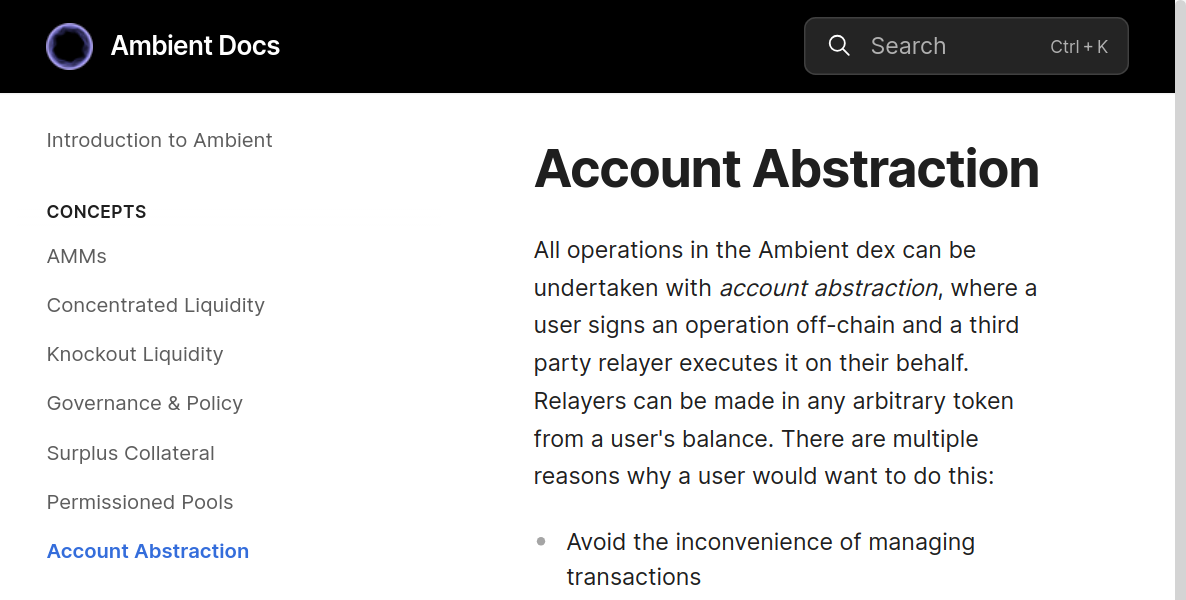 Ambient Docs
Search
Ctrl + K
Introduction to Ambient
CONCEPTS
AMMs
Concentrated Liquidity
Knockout Liquidity
Governance & Policy
Surplus Collateral
Permissioned Pools
Account Abstraction
Account Abstraction
All operations in the Ambient dex can be
undertaken with account abstraction, where a
user signs an operation off-chain and a third
party relayer executes it on their behalf.
Relayers can be made in any arbitrary token
from a user's balance. There are multiple
reasons why a user would want to do this:
Avoid the inconvenience of managing
transactions